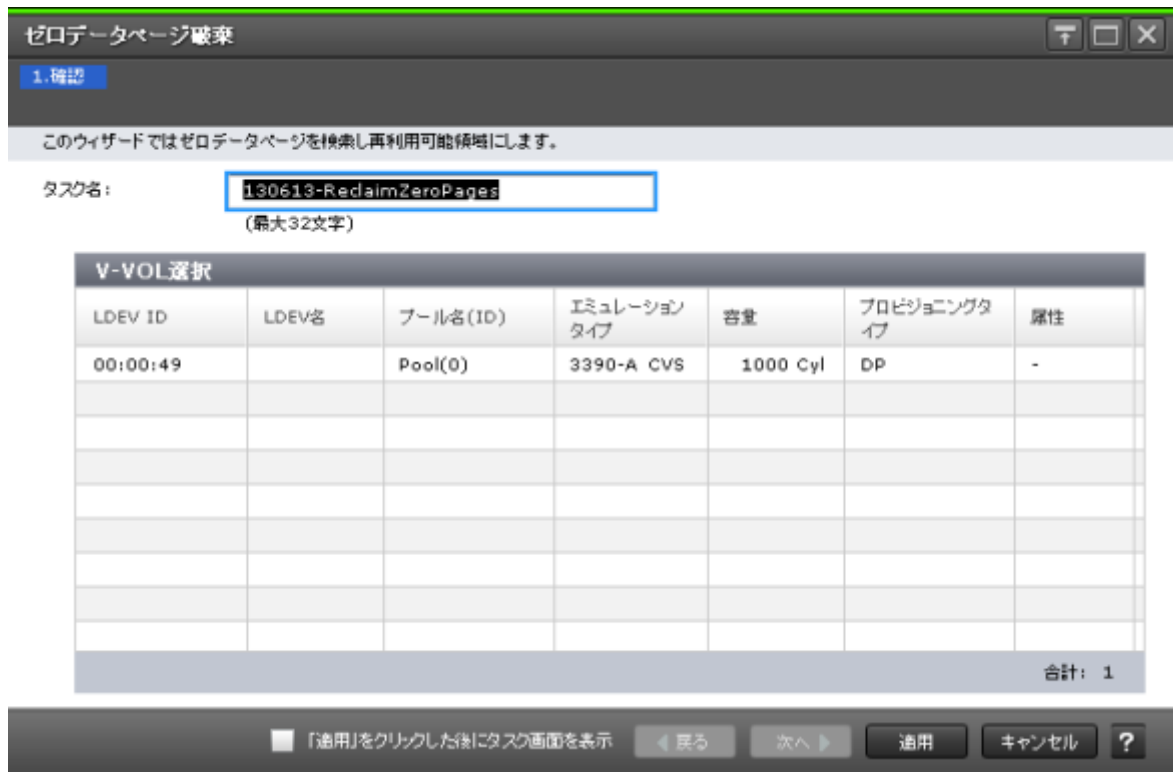 ゼロデータページ破棄
1.確認
このウィザードではゼロデータページを検索し再利用可能領域にします。
タスク名:
130613-ReclaimZeroPages
(最大32文字)
V-VOL選択
LDEV ID
LDEV名
プール名(ID)
エミュレーション
タイプ
容量
プロビジョニングタ
イプ
属性
00:00:49
Pool(0)
3390-A CVS
1000 Cyl
DP
-
合計: 1
「適用」をクリックした後にタスク画面を表示
戻る
次へ
適用
キャンセル
?